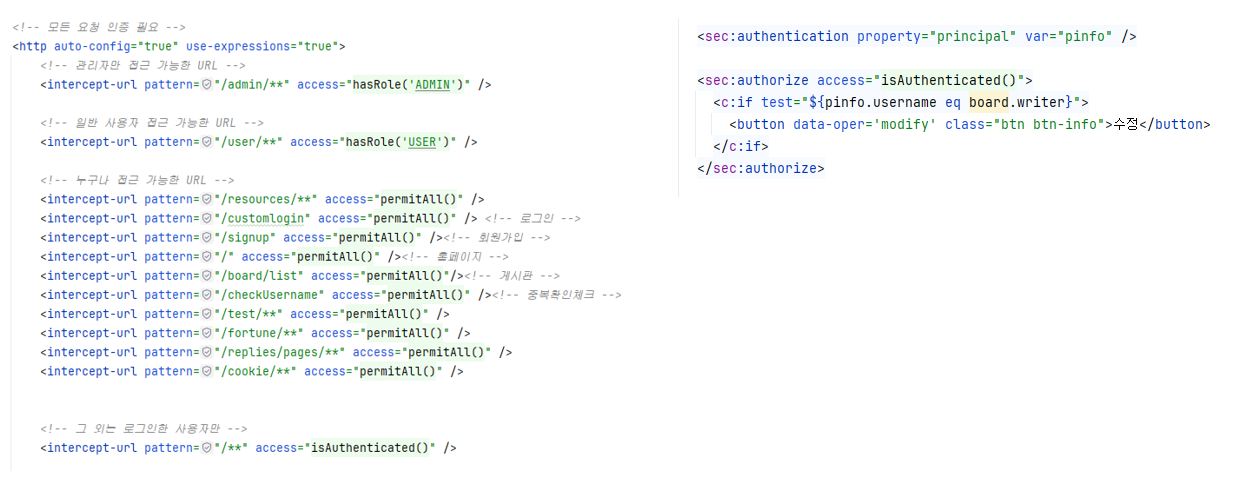 <!-- 모든 요청 인증 필요 -->
<http auto-config="true" use-expressions="true">
<!-- 관리자만 접근 가능한 URL -->
<intercept-url pattern="/admin/**" access="hasRole('ADMIN')" />
<!-- 일반 사용자 접근 가능한 URL -->
<intercept-url pattern="/user/**" access="hasRole('USER')" />
<!-- 누구나 접근 가능한 URL -->
<intercept-url pattern="/resources/**" access="permitAll()" />
<intercept-url pattern="/customlogin" access="permitAll()" /> <!-- 로그인 -->
<intercept-url pattern="/signup" access="permitAll()" /><!-- 회원가입 -->
<intercept-url pattern="/" access="permitAll()" /><!-- 홈페이지 -->
<intercept-url pattern="/board/list" access="permitAll()"/><!-- 게시판 -->
<intercept-url pattern="/checkUsername" access="permitAll()" /><!-- 중복확인체크 -->
<intercept-url pattern="/test/**" access="permitAll()" />
<intercept-url pattern="/fortune/**" access="permitAll()" />
<intercept-url pattern="/replies/pages/**" access="permitAll()" />
<intercept-url pattern="/cookie/**" access="permitAll()" />
<!-- 그 외는 로그인한 사용자만 -->
<intercept-url pattern="/**" access="isAuthenticated()" />
<sec:authentication property="principal" var="pinfo" />
<sec:authorize access="isAuthenticated()">
<c:if test="${pinfo.username eq board.writer}">
<button data-oper='modify' class="btn btn-info">수정</button>
</c:if>
</sec:authorize>